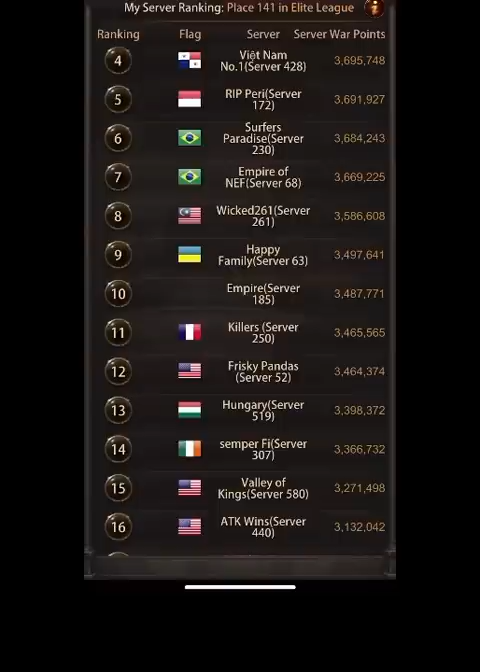 My Server Ranking: Place 141 in Elite League
Ranking Flag Server Server War Points
4 Việt Nam No.1(Server 428) 3,695,748
5 RIP Peri(Server 172) 3,691,927
6 Surfers Paradise(Server 230) 3,684,243
7 Empire of NEF(Server 68) 3,669,225
8 Wicked261(Server 261) 3,586,608
9 Happy Family(Server 63) 3,497,641
10 Empire(Server 185) 3,487,771
11 Killers (Server 250) 3,465,565
12 Frisky Pandas (Server 52) 3,464,374
13 Hungary(Server 519) 3,398,372
14 semper Fi(Server 307) 3,366,732
15 Valley of Kings(Server 580) 3,271,498
16 ATK Wins(Server 440) 3,132,042